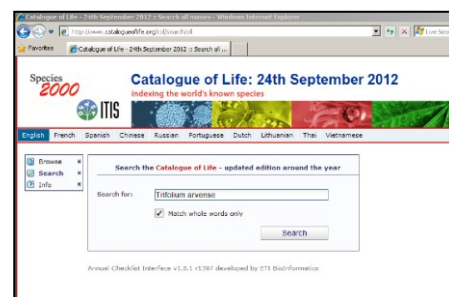 Catalogue of Life - 24th September 2012 :: Search all names - Windows Internet Explorer
Favorites Catalogue of Life - 24th September 2012 :: Search all ...
Species 2000
ITIS
Catalogue of Life: 24th September 2012
Indexing the world's known species
English French Spanish Chinese Russian Portuguese Dutch Lithuanian Thai Vietnamese
Browse
Search
Info
Search the Catalogue of Life - updated edition around the year
Search for: Trifolium arvense
Match whole words only
Search
Annual Checklist Interface v1.8.1 r1397 developed by ETI BioInformatics